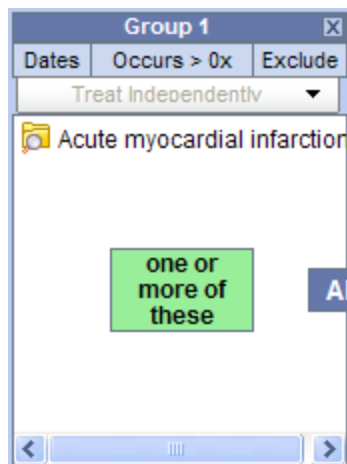 Group 1
Dates Occurs > 0x Exclude
Treat Independently
Acute myocardial infarction
one or
more of
these